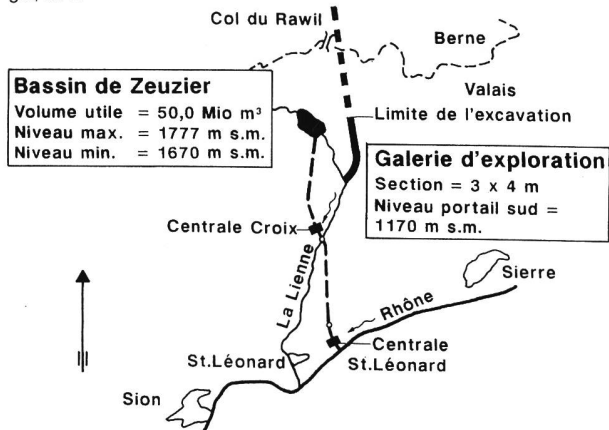 Col du Rawil
Berne
Valais
Bassin de Zeuzier
Volume utile = 50,0 Mio m³
Niveau max. = 1777 m s.m.
Niveau min. = 1670 m s.m.
Limite de l'excavation
Galerie d'exploration
Section = 3 x 4 m
Niveau portail sud =
1170 m s.m.
Centrale Croix
La Lienne
Sierre
Rhône
Centrale
St.Léonard
St.Léonard
Sion